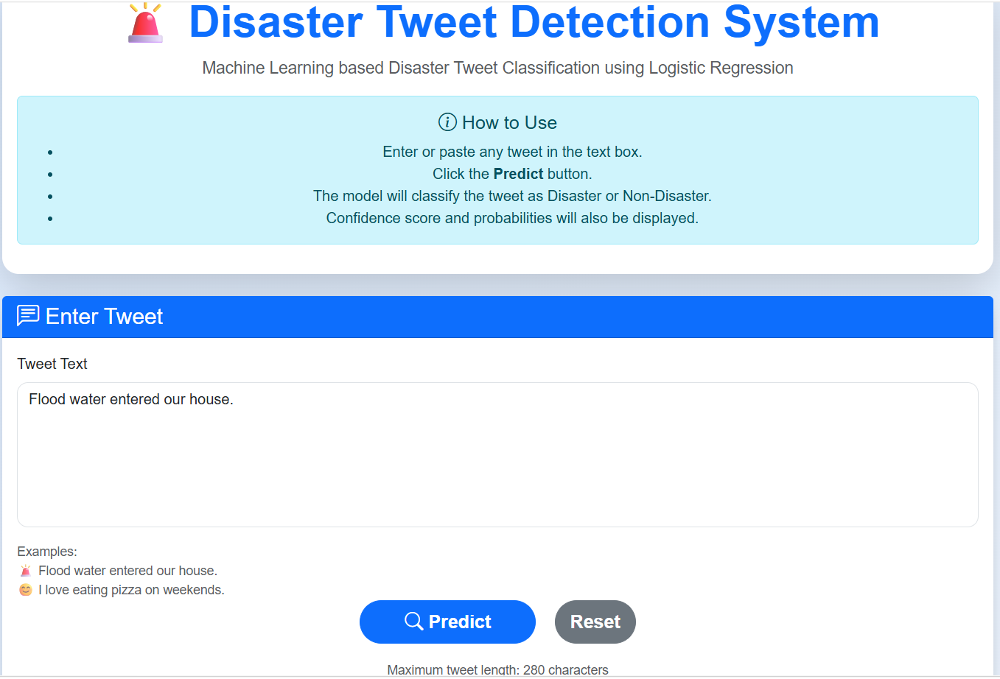 Disaster Tweet Detection System
Machine Learning based Disaster Tweet Classification using Logistic Regression
How to Use
Enter or paste any tweet in the text box.
Click the Predict button.
The model will classify the tweet as Disaster or Non-Disaster.
Confidence score and probabilities will also be displayed.
Enter Tweet
Tweet Text
Flood water entered our house.
Examples:
Flood water entered our house.
I love eating pizza on weekends.
Predict Reset
Maximum tweet length: 280 characters